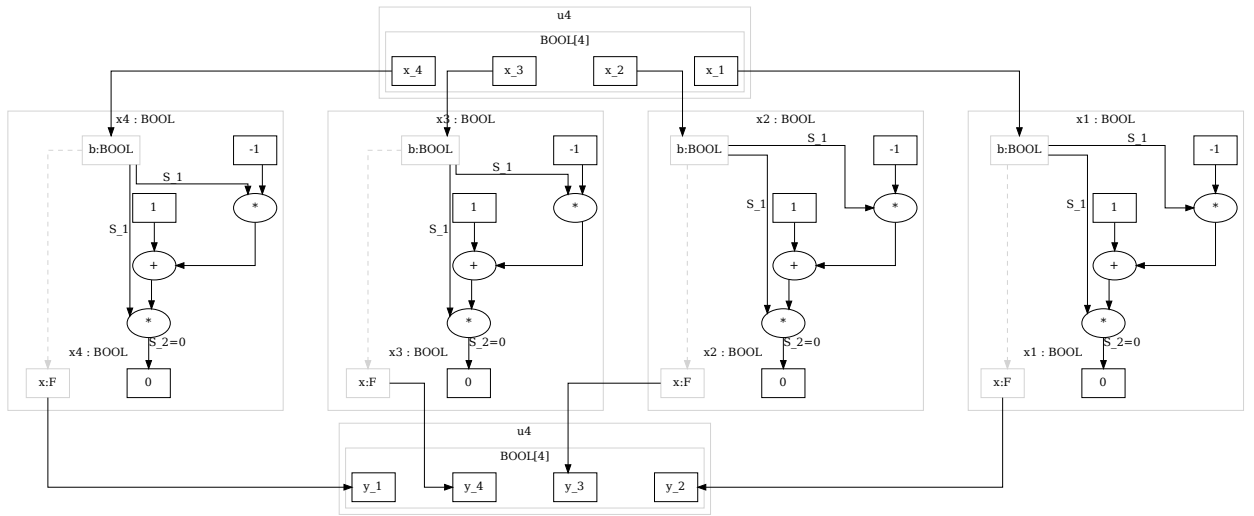 u4
BOOL[4]
x_4 x_3 x_2 x_1
x4 : BOOL x3 : BOOL x2 : BOOL x1 : BOOL
b:BOOL -1 b:BOOL -1 b:BOOL S_1 -1 b:BOOL S_1 -1
S_1 S_1
1 * 1 * S_1 1 * S_1 1 *
S_1 S_1
+ + + +
* * * *
S_2=0 S_2=0 S_2=0 S_2=0
x4 : BOOL x3 : BOOL x2 : BOOL x1 : BOOL
x:F 0 x:F 0 x:F 0 x:F 0
u4
BOOL[4]
y_1 y_4 y_3 y_2